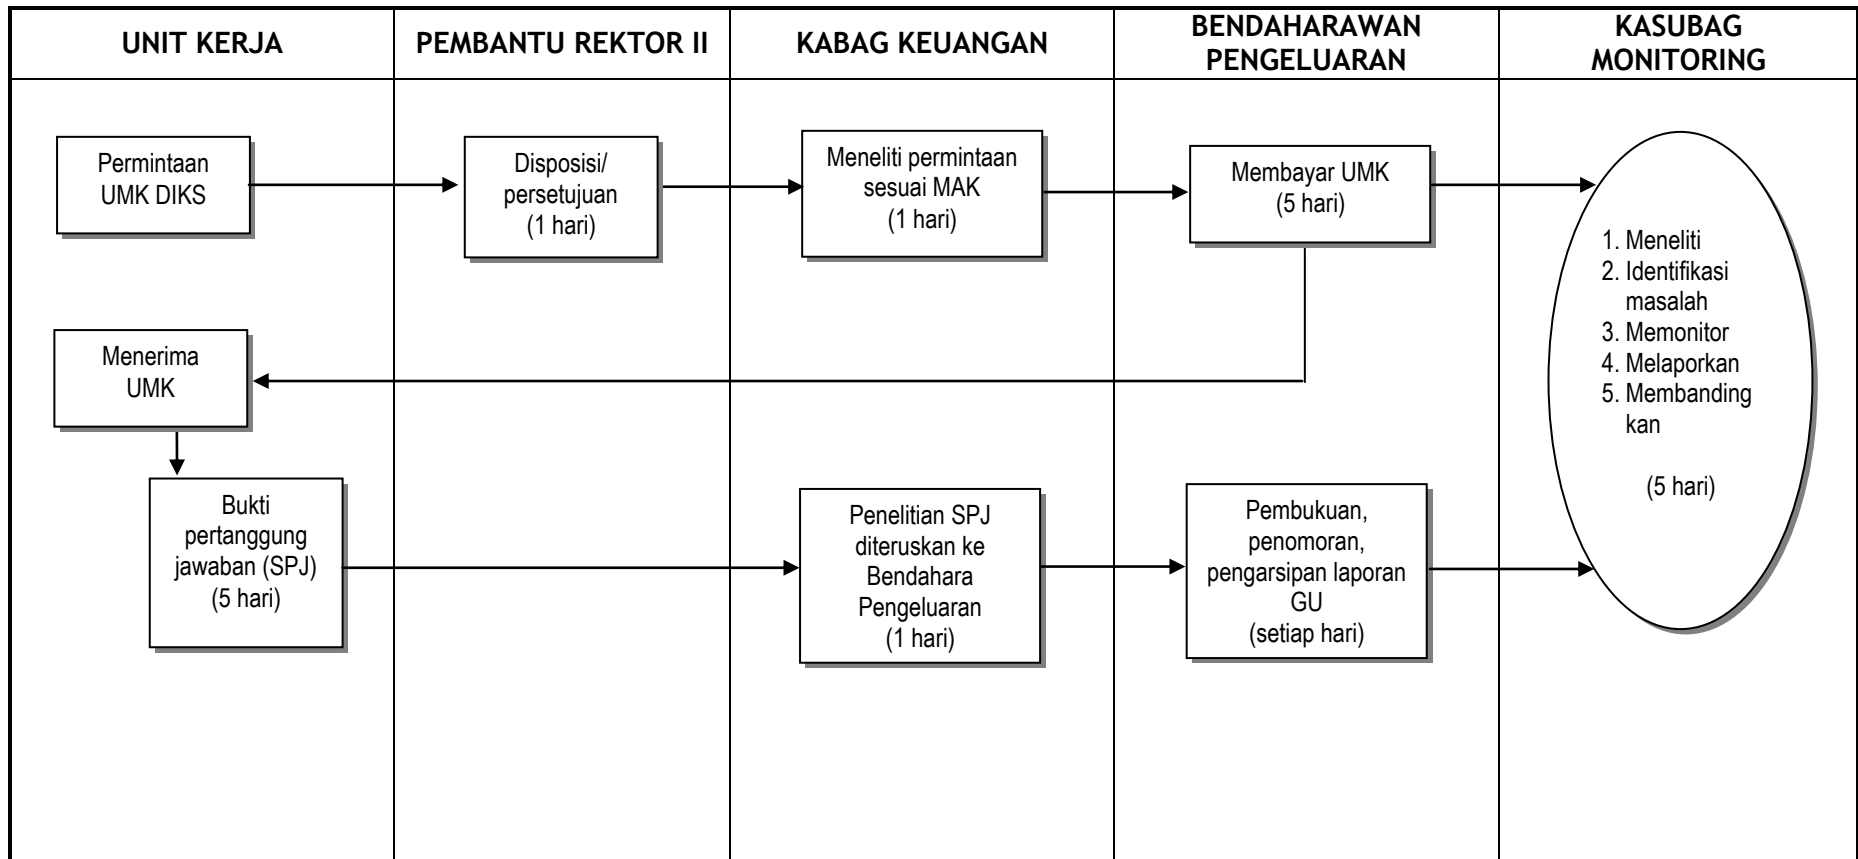 UNIT KERJA
PEMBANTU REKTOR II
KABAG KEUANGAN
BENDAHARAWAN
PENGELUARAN
KASUBAG
MONITORING
Permintaan
UMK DIKS
Disposisi/
persetujuan
(1 hari)
Meneliti permintaan
sesuai MAK
(1 hari)
Membayar UMK
(5 hari)
1. Meneliti
2. Identifikasi
masalah
3. Memonitor
4. Melaporkan
5. Membanding
kan
(5 hari)
Menerima
UMK
Bukti
pertanggung
jawaban (SPJ)
(5 hari)
Penelitian SPJ
diteruskan ke
Bendahara
Pengeluaran
(1 hari)
Pembukuan,
penomoran,
pengarsipan laporan
GU
(setiap hari)